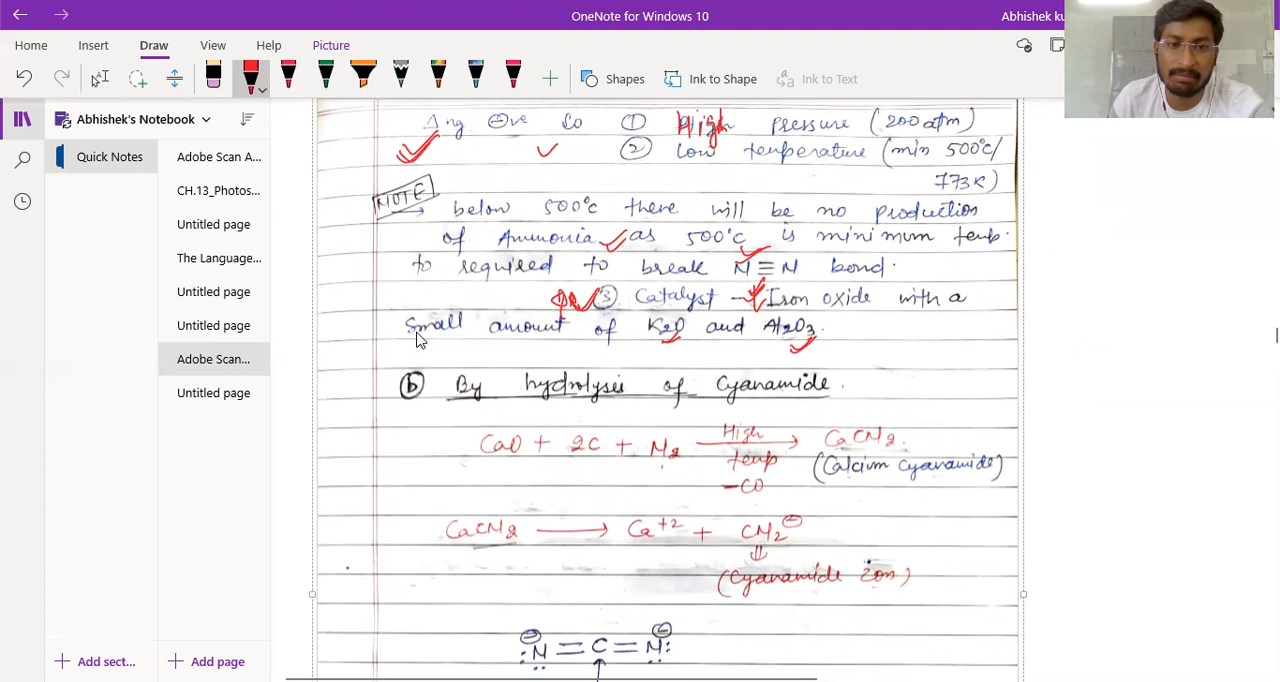 OneNote for Windows 10
Abhishek ku
Home Insert Draw View Help Picture
Shapes Ink to Shape Ink to Text
Abhishek's Notebook
Quick Notes
Adobe Scan A...
CH.13_Photos...
Untitled page
The Language...
Untitled page
Untitled page
Adobe Scan...
Untitled page
Add sect... Add page
Δng ⊖ve So ① High pressure (200 atm)
② low temperature (min 500°c/
773K)
NOTE → below 500°c there will be no production
of Ammonia as 500°c is minimum temp.
to required to break N≡N bond.
③ Catalyst → Iron oxide with a
small amount of K2O and Al2O3.
ⓑ By hydrolysis of Cyanamide.
CaO + 2C + N2 High temp -CO → CaCN2.
(Calcium cyanamide)
CaCN2 → Ca+2 + CN2⊖
⇓
(Cyanamide Ion)
⊖:N̤ = C = N̤:⊖
↑